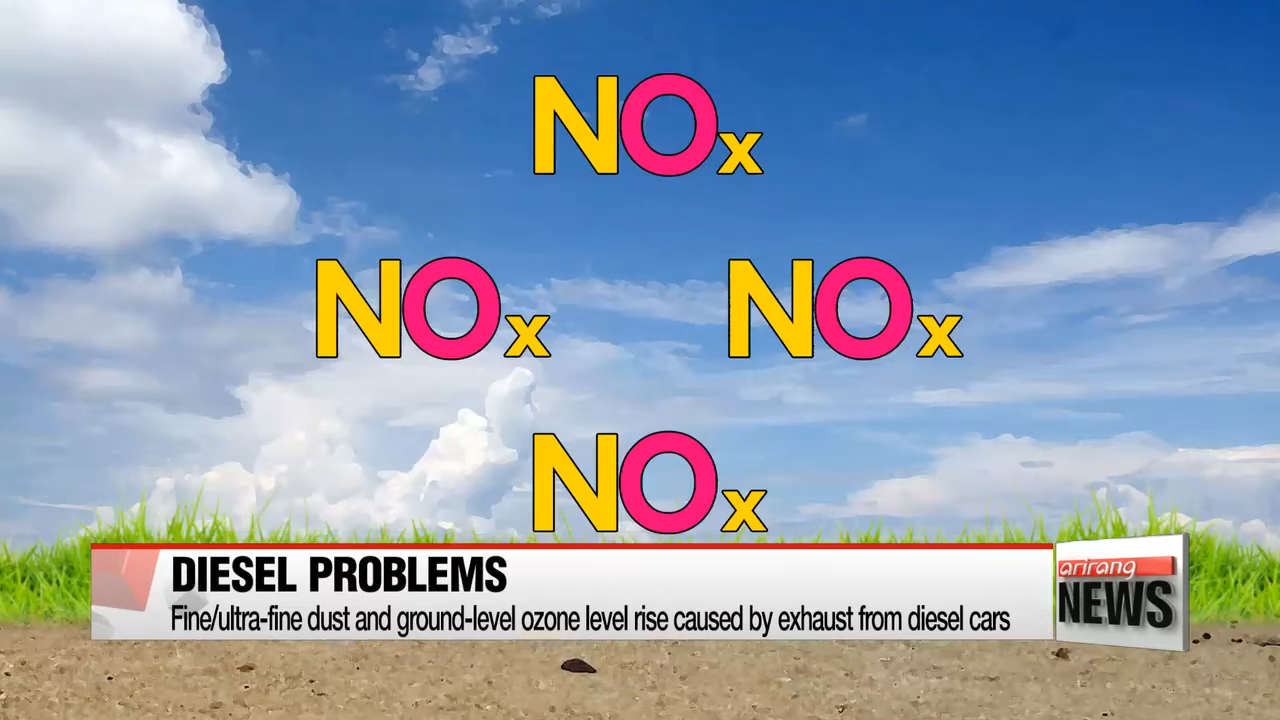 NOx
NOx NOx
NOx
DIESEL PROBLEMS
Fine/ultra-fine dust and ground-level ozone level rise caused by exhaust from diesel cars
arirang
NEWS